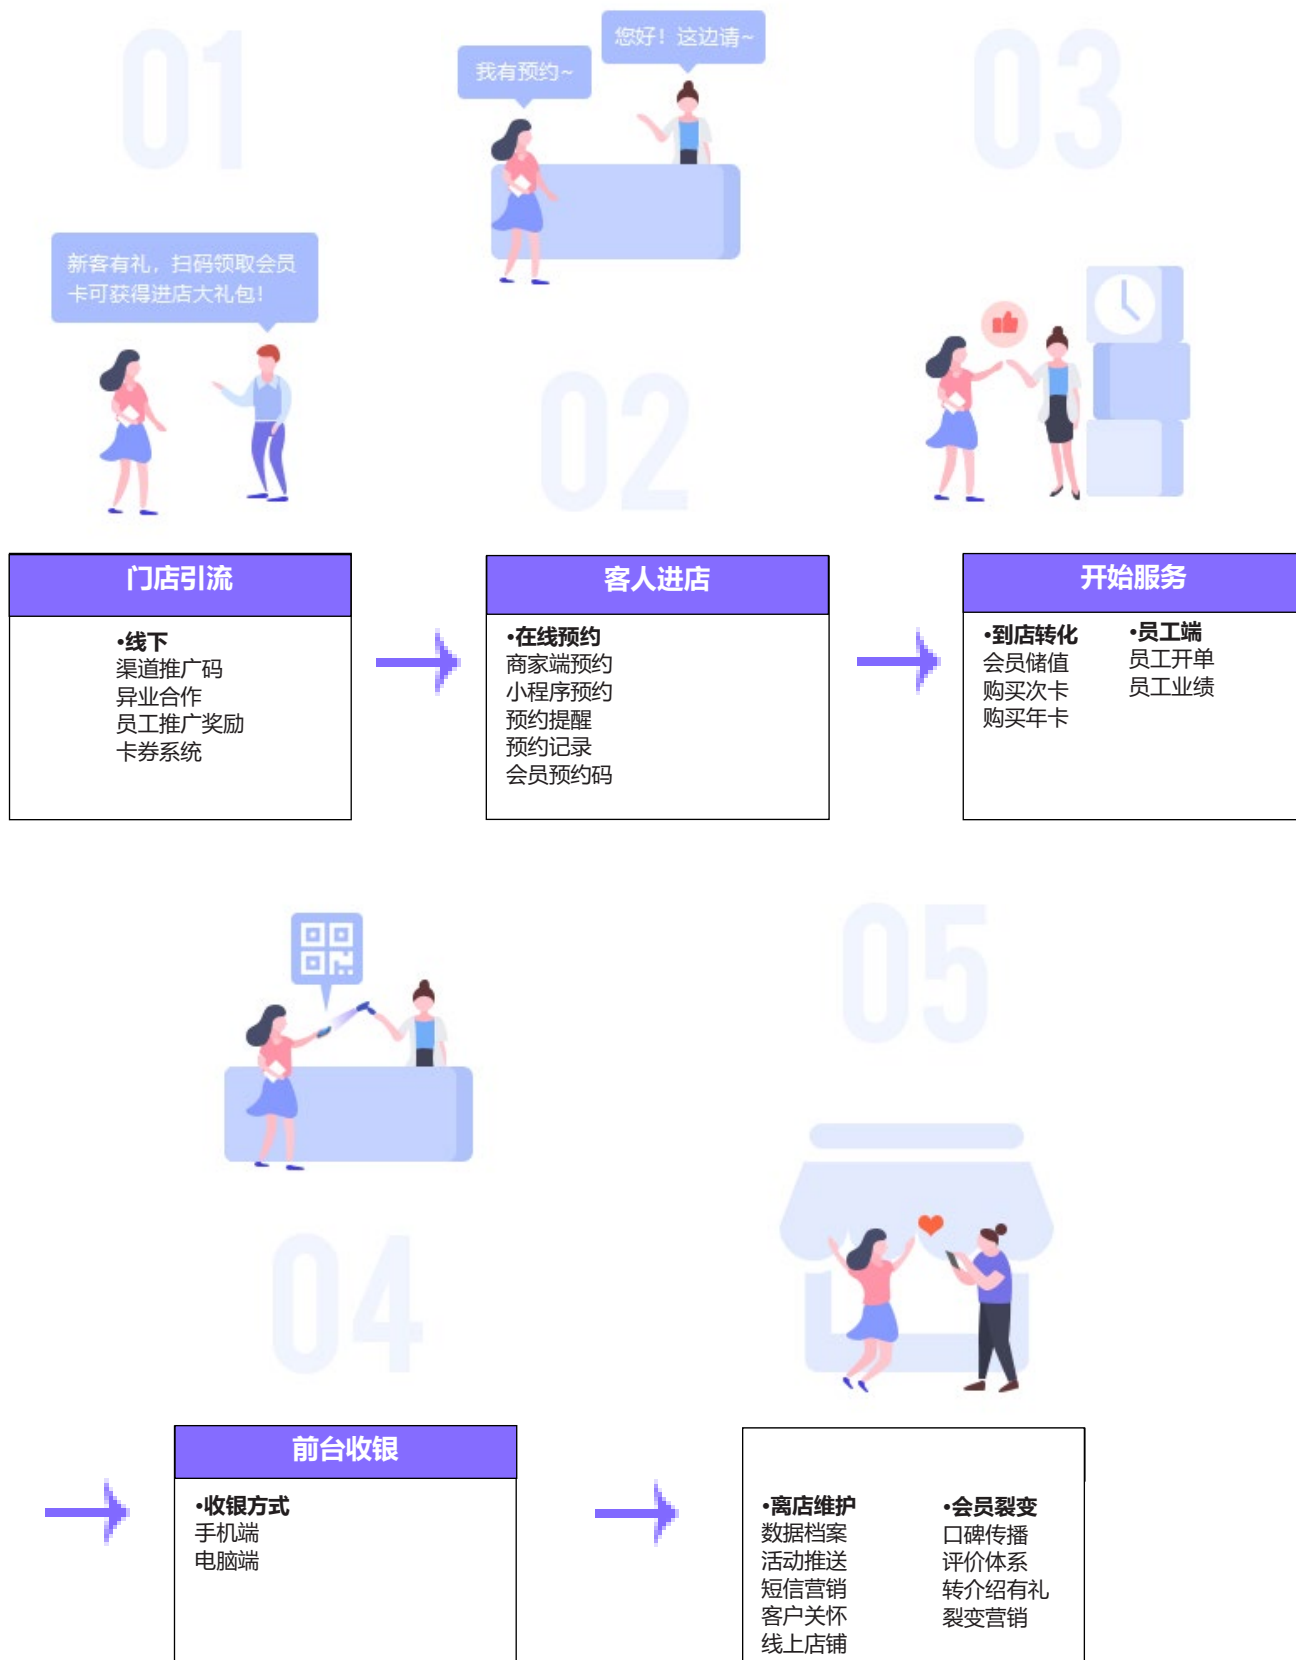 01
我有预约~
您好！这边请~
03
新客有礼，扫码领取会员
卡可获得进店大礼包！
02
门店引流
•线下
渠道推广码
异业合作
员工推广奖励
卡券系统
客人进店
•在线预约
商家端预约
小程序预约
预约提醒
预约记录
会员预约码
开始服务
•到店转化
会员储值
购买次卡
购买年卡
•员工端
员工开单
员工业绩
05
04
前台收银
•收银方式
手机端
电脑端
•离店维护
数据档案
活动推送
短信营销
客户关怀
线上店铺
•会员裂变
口碑传播
评价体系
转介绍有礼
裂变营销